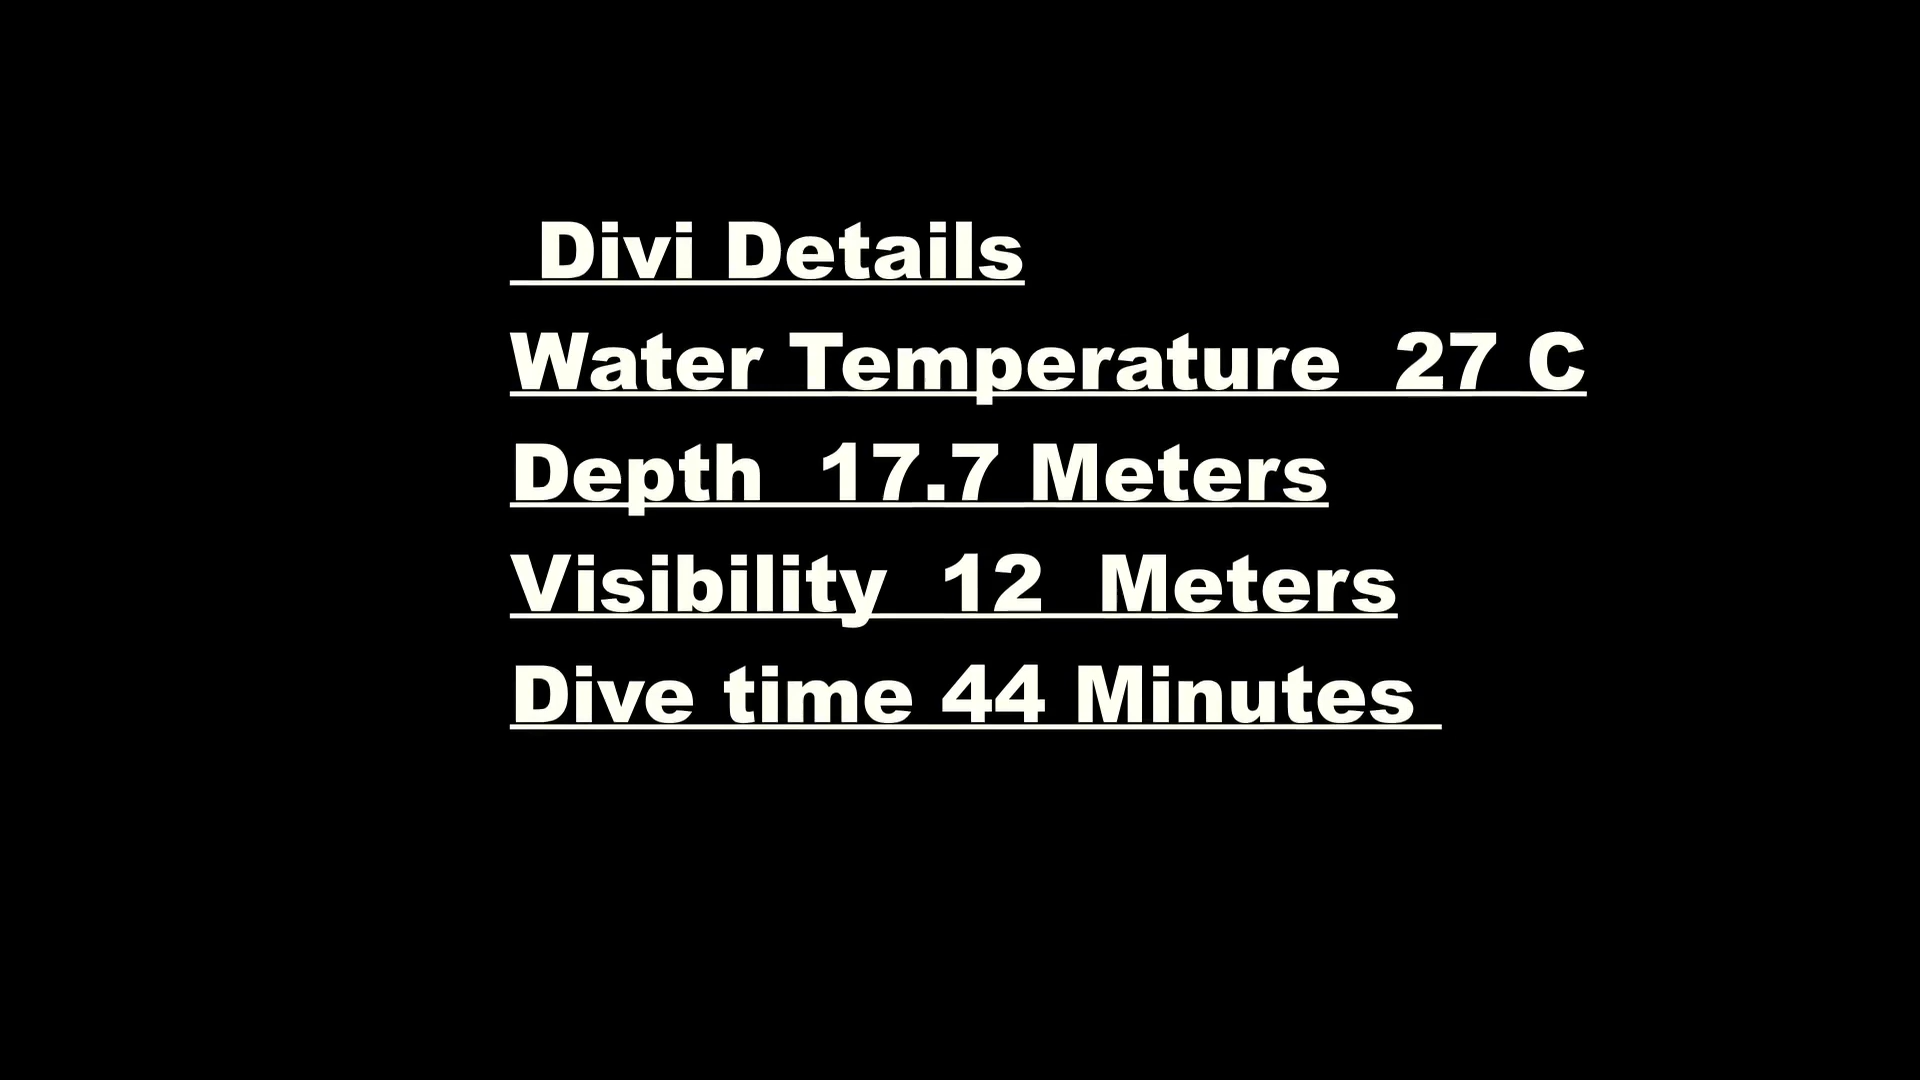 Divi Details
Water Temperature  27 C
Depth  17.7 Meters
Visibility  12  Meters
Dive time 44 Minutes